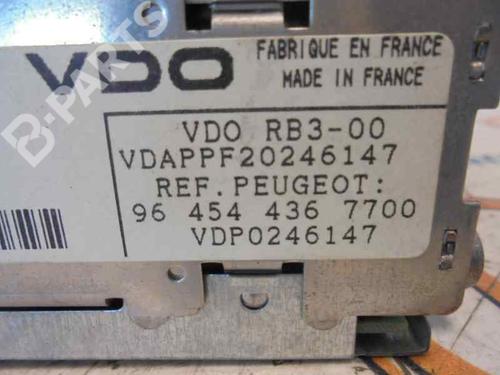 B-PARTS
VDO
FABRIQUE EN FRANCE
MADE IN FRANCE
VDO RB3-00
VDAPPF20246147
REF. PEUGEOT:
96 454 436 7700
VDP0246147